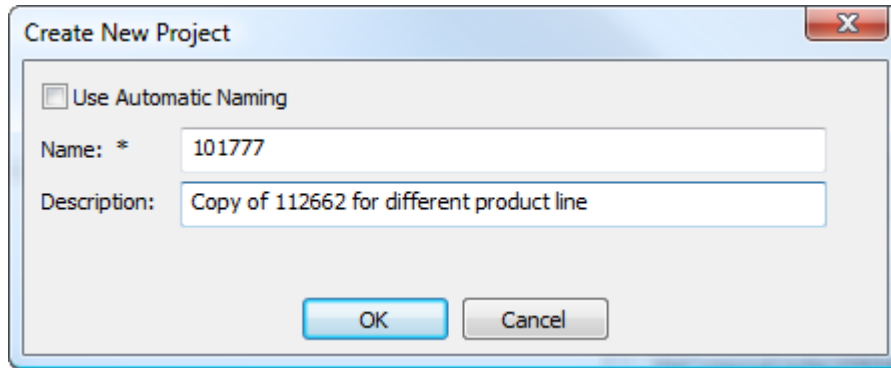 Create New Project
Use Automatic Naming
Name: * 101777
Description: Copy of 112662 for different product line
OK Cancel